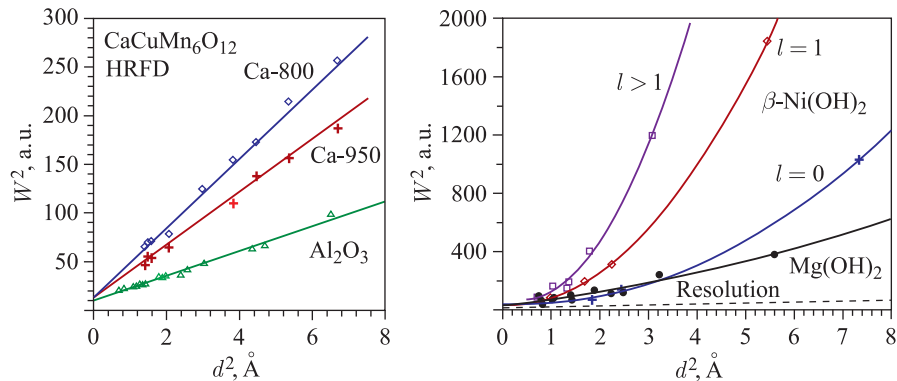 300
250
200
150
100
50
0 2 4 6 8
W², a.u.
d², Å
CaCuMn₆O₁₂
HRFD
Ca-800
Ca-950
Al₂O₃
2000
1600
1200
800
400
0 1 2 3 4 5 6 7 8
W², a.u.
d², Å
l > 1
l = 1
β-Ni(OH)₂
l = 0
Mg(OH)₂
Resolution